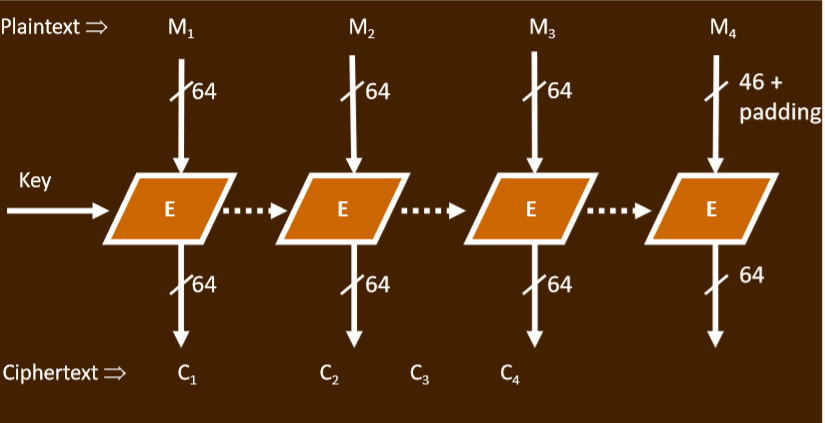 Plaintext ⇒ M₁ M₂ M₃ M₄
64 64 64 46 +
padding
Key
E E E E
64 64 64 64
Ciphertext ⇒ C₁ C₂ C₃ C₄